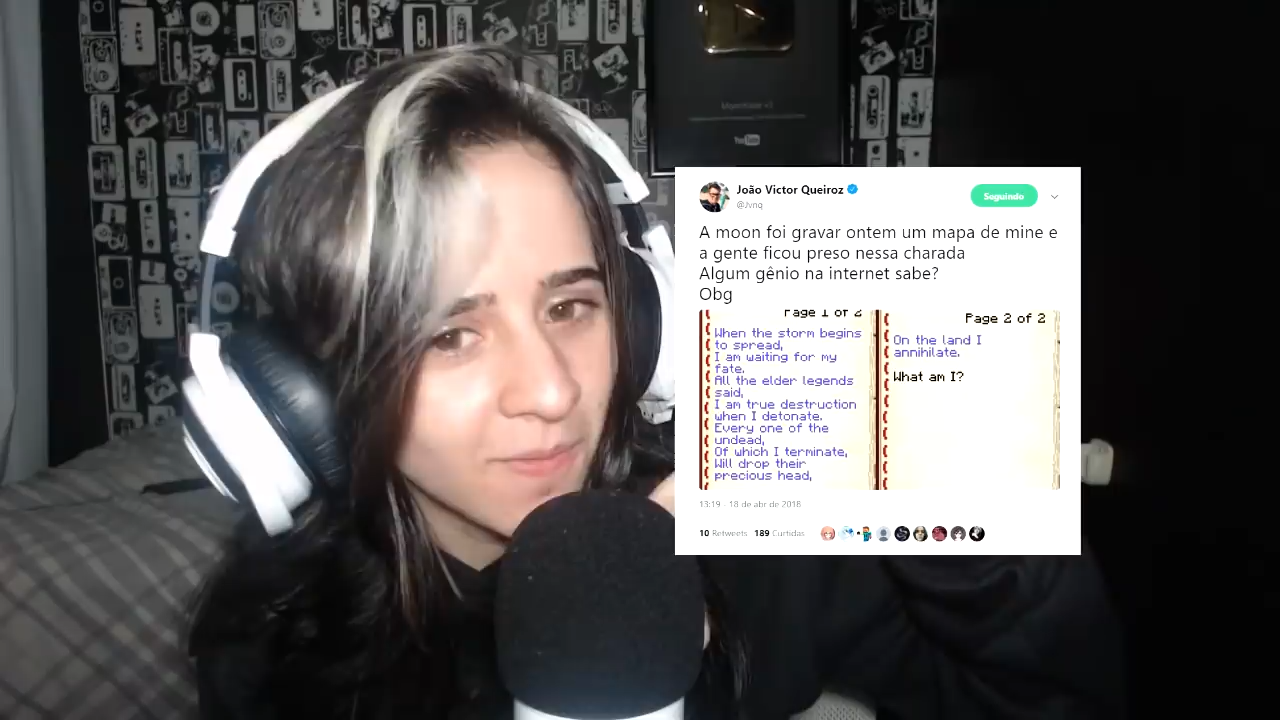 YouTube
João Victor Queiroz
@Jvnq
Seguindo
A moon foi gravar ontem um mapa de mine e
a gente ficou preso nessa charada
Algum gênio na internet sabe?
Obg
Page 1 of 2
When the storm begins
to spread,
I am waiting for my
fate.
All the elder legends
said,
I am true destruction
when I detonate.
Every one of the
undead,
Of which I terminate,
Will drop their
precious head,
Page 2 of 2
On the land I
annihilate.
What am I?
13:19 - 18 de abr de 2016
10 Retweets 189 Curtidas